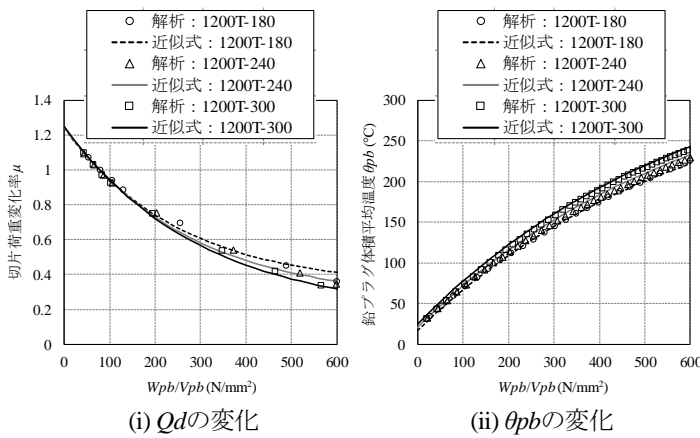 解析：1200T-180
近似式：1200T-180
解析：1200T-240
近似式：1200T-240
解析：1200T-300
近似式：1200T-300
1.4
1.2
1
0.8
0.6
0.4
0.2
0
切片荷重変化率μ
0 100 200 300 400 500 600
Wpb/Vpb (N/mm²)
(i) Qdの変化
解析：1200T-180
近似式：1200T-180
解析：1200T-240
近似式：1200T-240
解析：1200T-300
近似式：1200T-300
300
250
200
150
100
50
0
鉛プラグ体積平均温度θpb (℃)
0 100 200 300 400 500 600
Wpb/Vpb (N/mm²)
(ii) θpbの変化